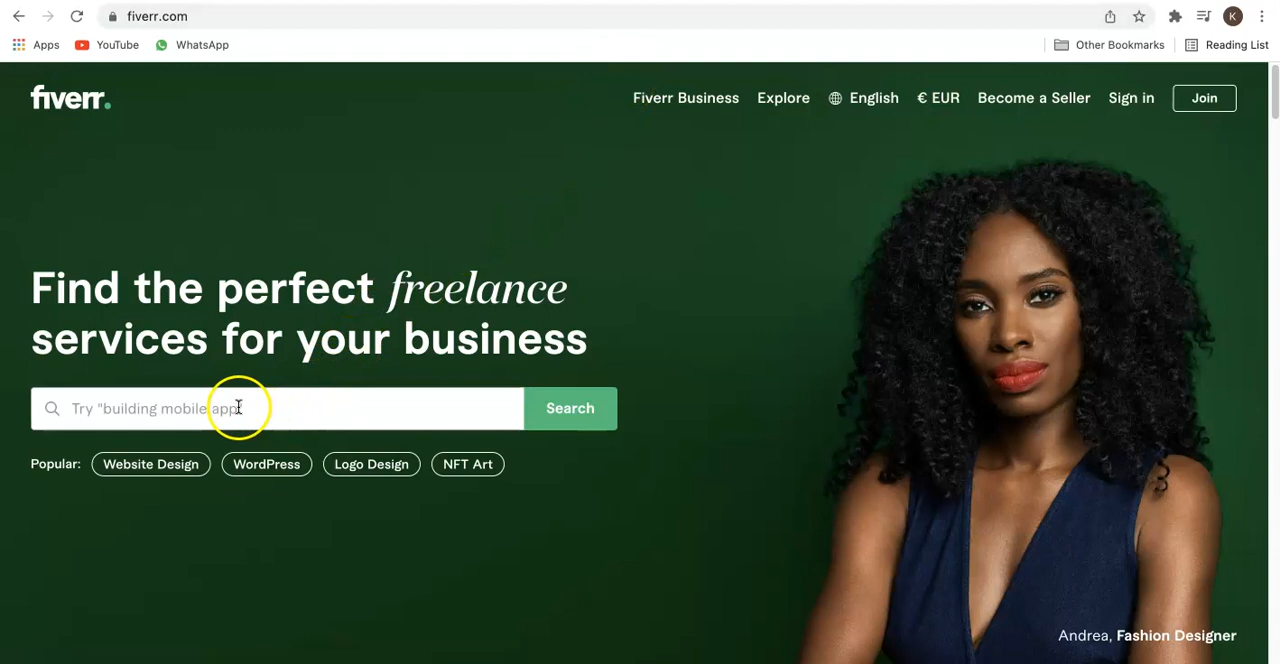 fiverr.com
K
Apps YouTube WhatsApp Other Bookmarks Reading List
fiverr. Fiverr Business Explore English € EUR Become a Seller Sign in Join
Find the perfect freelance
services for your business
Try "building mobile app" Search
Popular: Website Design WordPress Logo Design NFT Art
Andrea, Fashion Designer